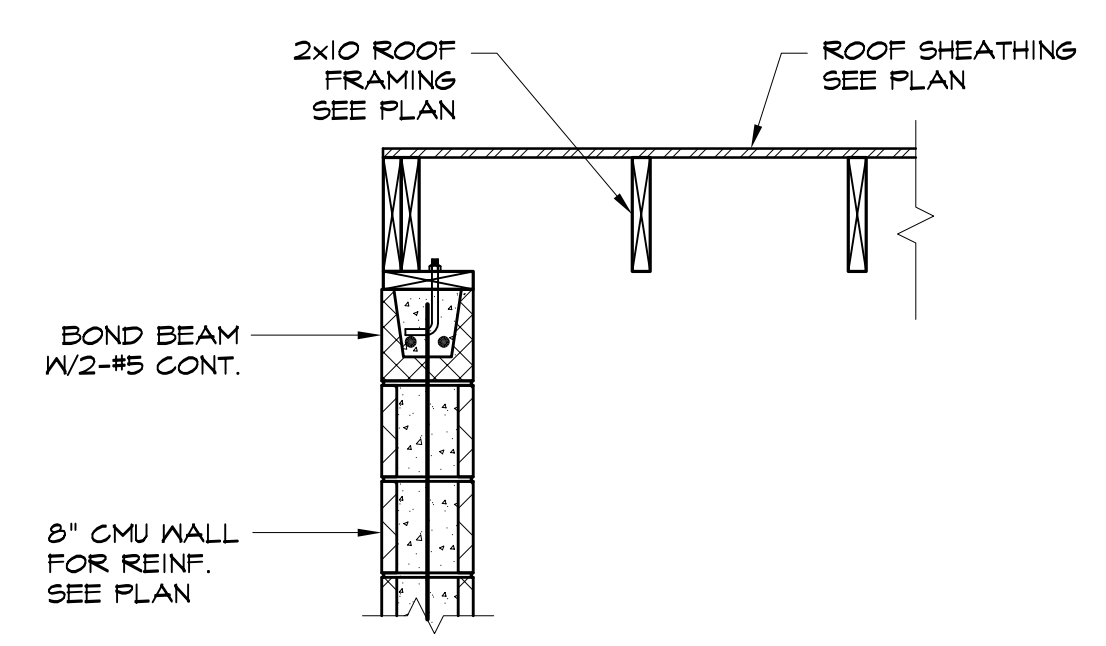 2x10 ROOF
FRAMING
SEE PLAN
ROOF SHEATHING
SEE PLAN
BOND BEAM
W/2-#5 CONT.
8" CMU WALL
FOR REINF.
SEE PLAN